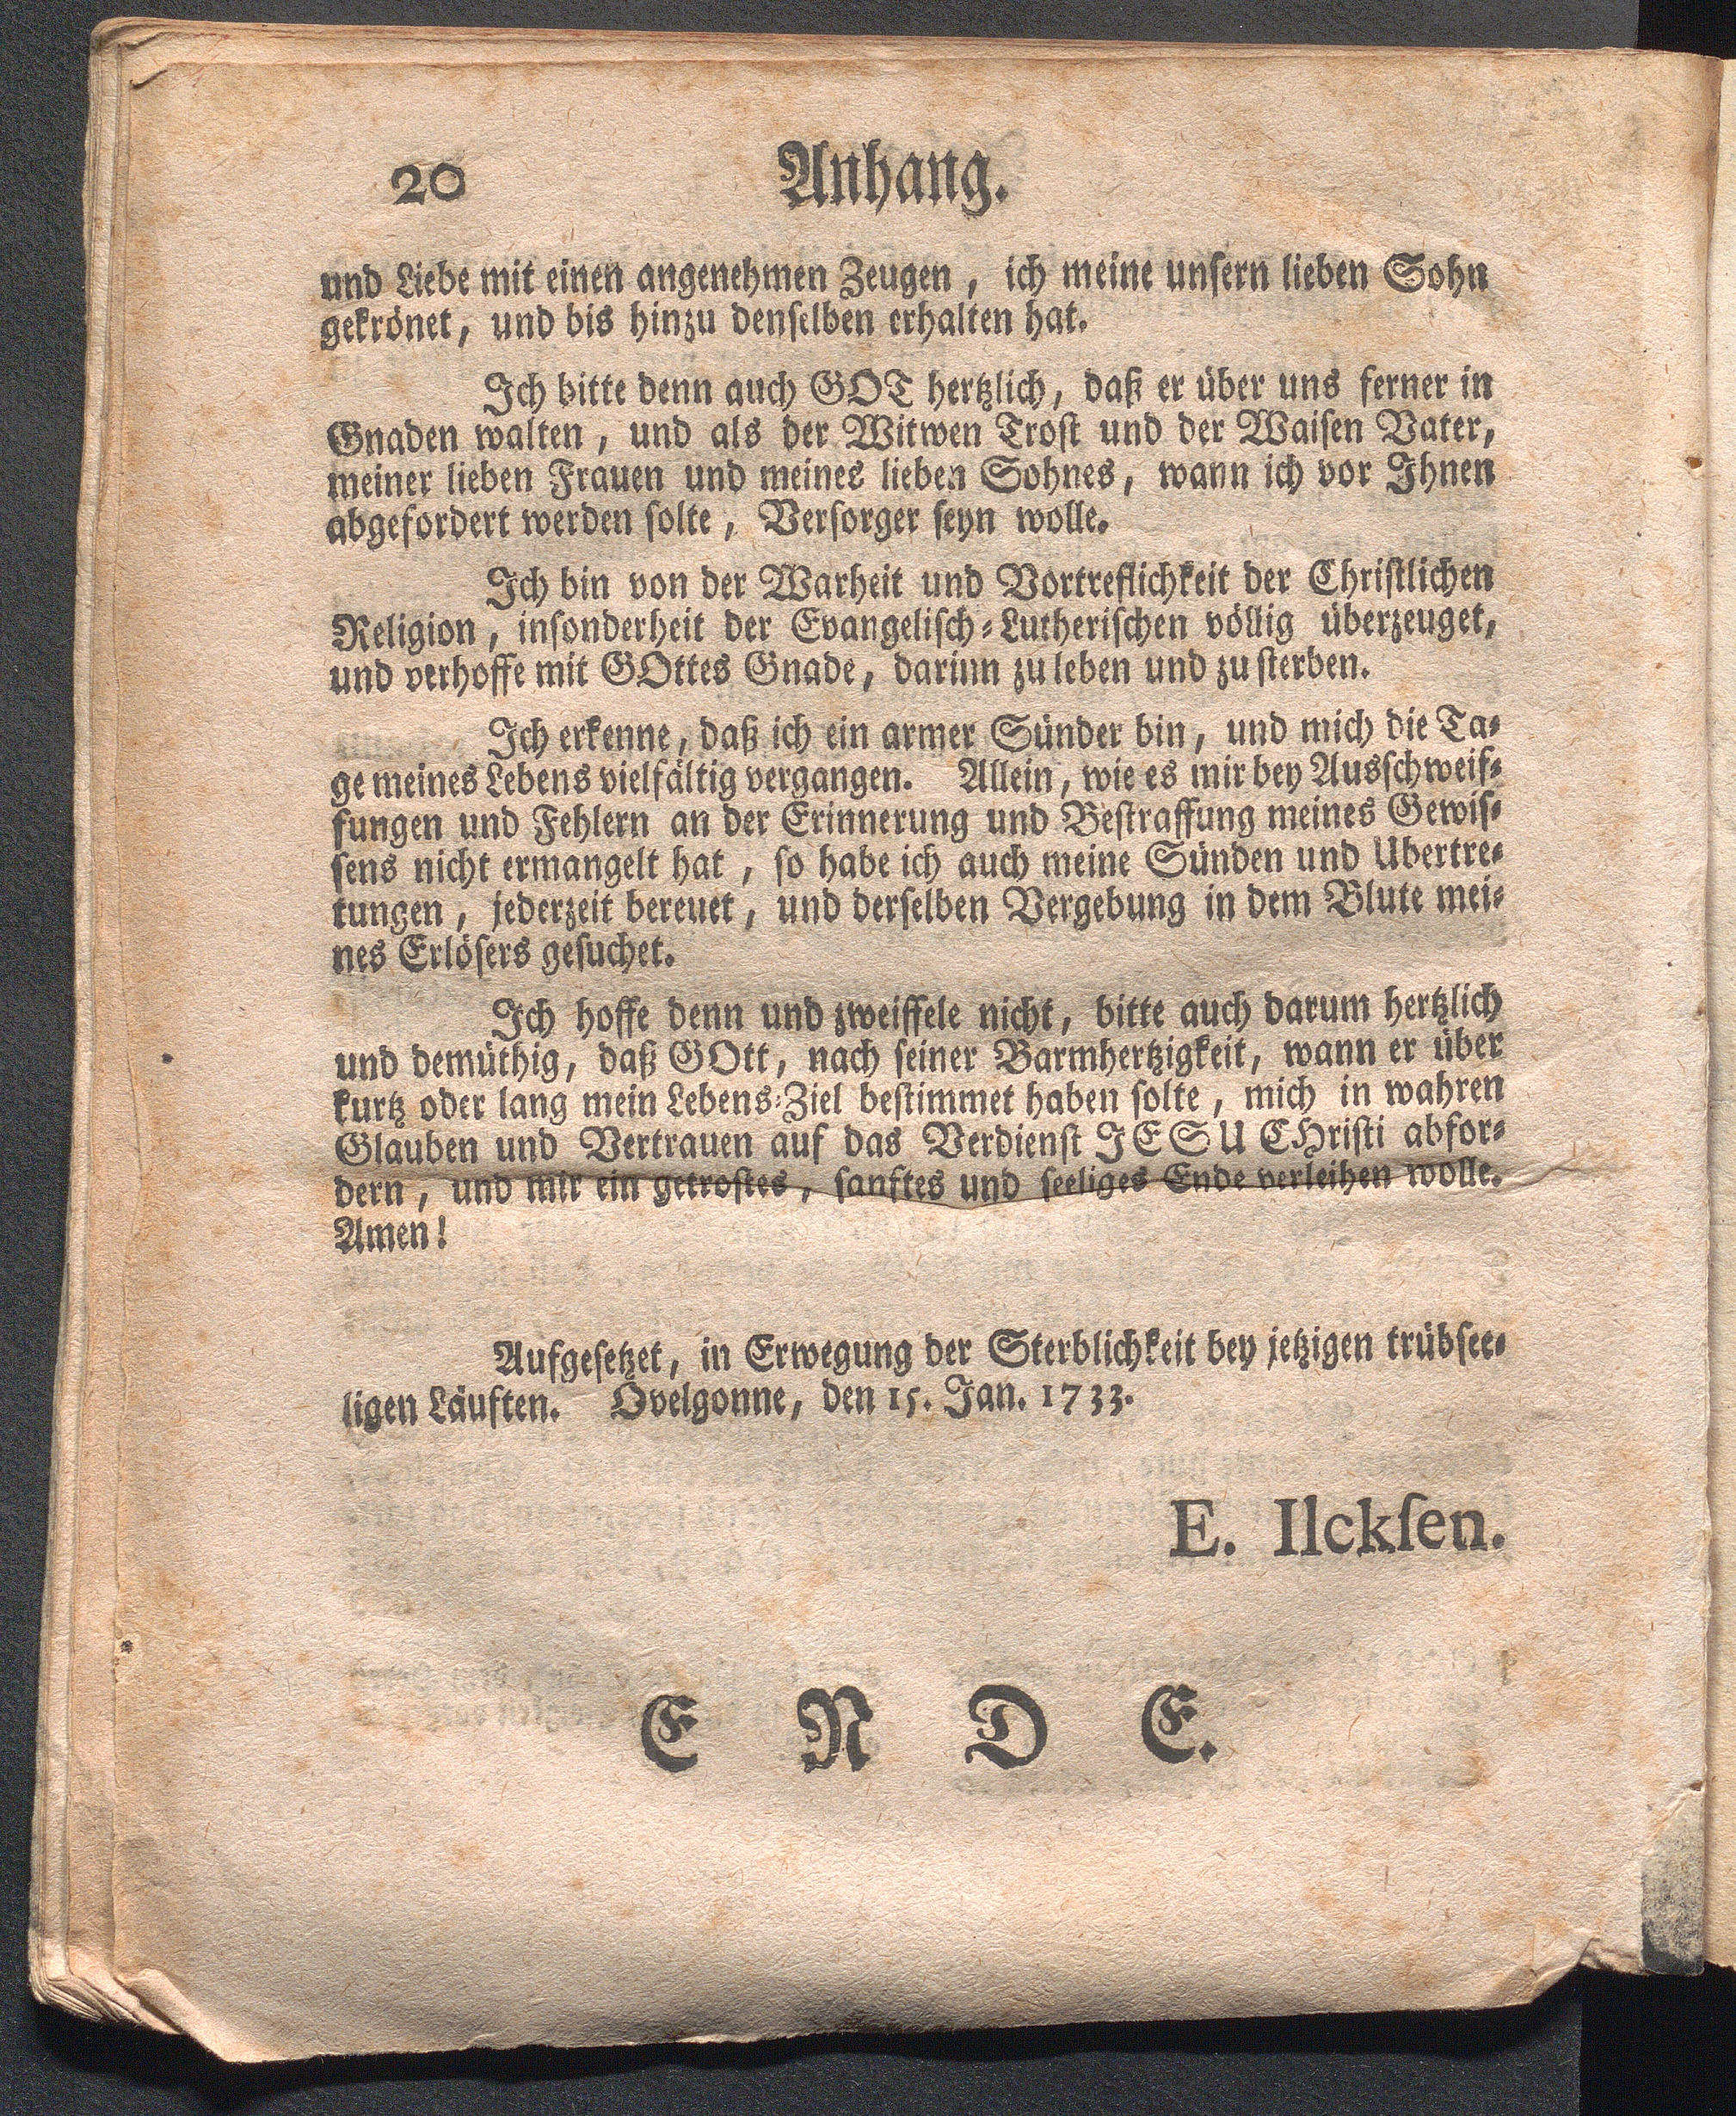 20 Anhang.
und Liebe mit einen angenehmen Zeugen, ich meine unſern lieben Sohn
gekrönet, und bis hinzu denſelben erhalten hat.
Ich bitte denn auch GOT hertzlich, daß er über uns ferner in
Gnaden walten, und als der Witwen Troſt und der Waiſen Vater,
meiner lieben Frauen und meines lieben Sohnes, wann ich vor Ihnen
abgefordert werden ſolte, Verſorger ſeyn wolle.
Ich bin von der Warheit und Vortreflichkeit der Chriſtlichen
Religion, inſonderheit der Evangeliſch-Lutheriſchen völlig überzeuget,
und verhoffe mit GOttes Gnade, darinn zu leben und zu ſterben.
Ich erkenne, daß ich ein armer Sünder bin, und mich die Ta-
ge meines Lebens vielfältig vergangen. Allein, wie es mir bey Ausſchweif-
fungen und Fehlern an der Erinnerung und Beſtraffung meines Gewiſ-
ſens nicht ermangelt hat, ſo habe ich auch meine Sünden und Ubertre-
tungen, jederzeit bereuet, und derſelben Vergebung in dem Blute mei-
nes Erlöſers geſuchet.
Ich hoffe denn und zweiffele nicht, bitte auch darum hertzlich
und demüthig, daß GOtt, nach ſeiner Barmhertzigkeit, wann er über
kurtz oder lang mein Lebens-Ziel beſtimmet haben ſolte, mich in wahren
Glauben und Vertrauen auf das Verdienſt JESU CHriſti abfor-
dern, und mir ein getroſtes, ſanftes und ſeeliges Ende verleihen wolle.
Amen!
Aufgeſetzet, in Erwegung der Sterblichkeit bey jetzigen trübſee-
ligen Läuften. Ovelgonne, den 15. Jan. 1733.
E. Ilckſen.
E N D E.